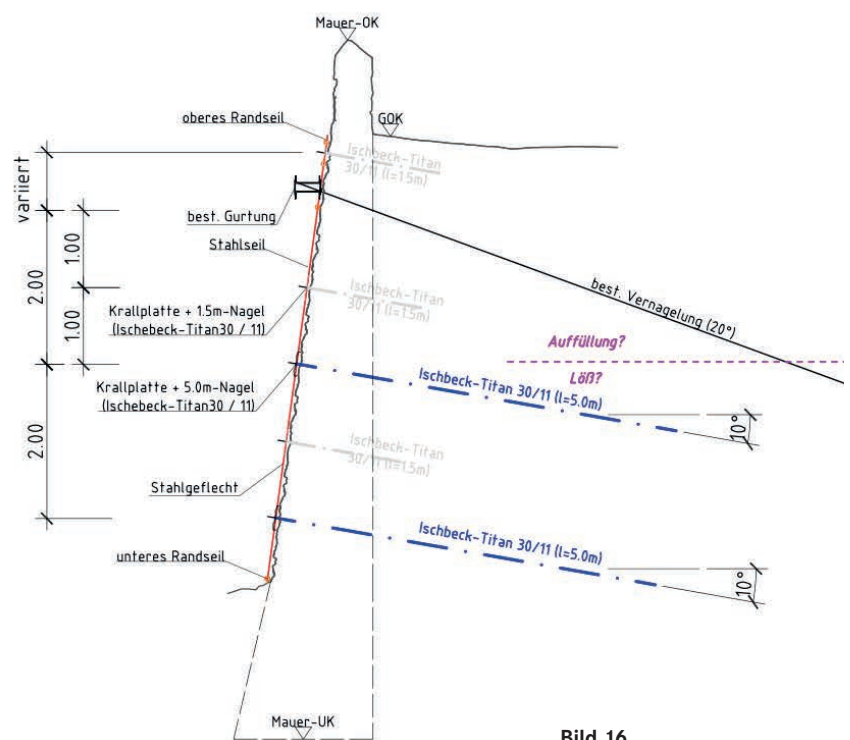 Mauer-OK
oberes Randseil
GOK
Ischbeck-Titan
30/11 (l=1.5m)
variiert
best. Gurtung
Stahlseil
1.00
2.00
best. Vernagelung (20°)
Ischbeck-Titan
30/11 (l=1.5m)
Krallplatte + 1.5m-Nagel
(Ischebeck-Titan30 / 11)
1.00
Auffüllung?
Löß?
Krallplatte + 5.0m-Nagel
(Ischebeck-Titan30 / 11)
Ischbeck-Titan 30/11 (l=5.0m)
10°
2.00
Ischbeck-Titan
30/11 (l=1.5m)
Stahlgeflecht
Ischbeck-Titan 30/11 (l=5.0m)
unteres Randseil
10°
Mauer-UK
Bild 16